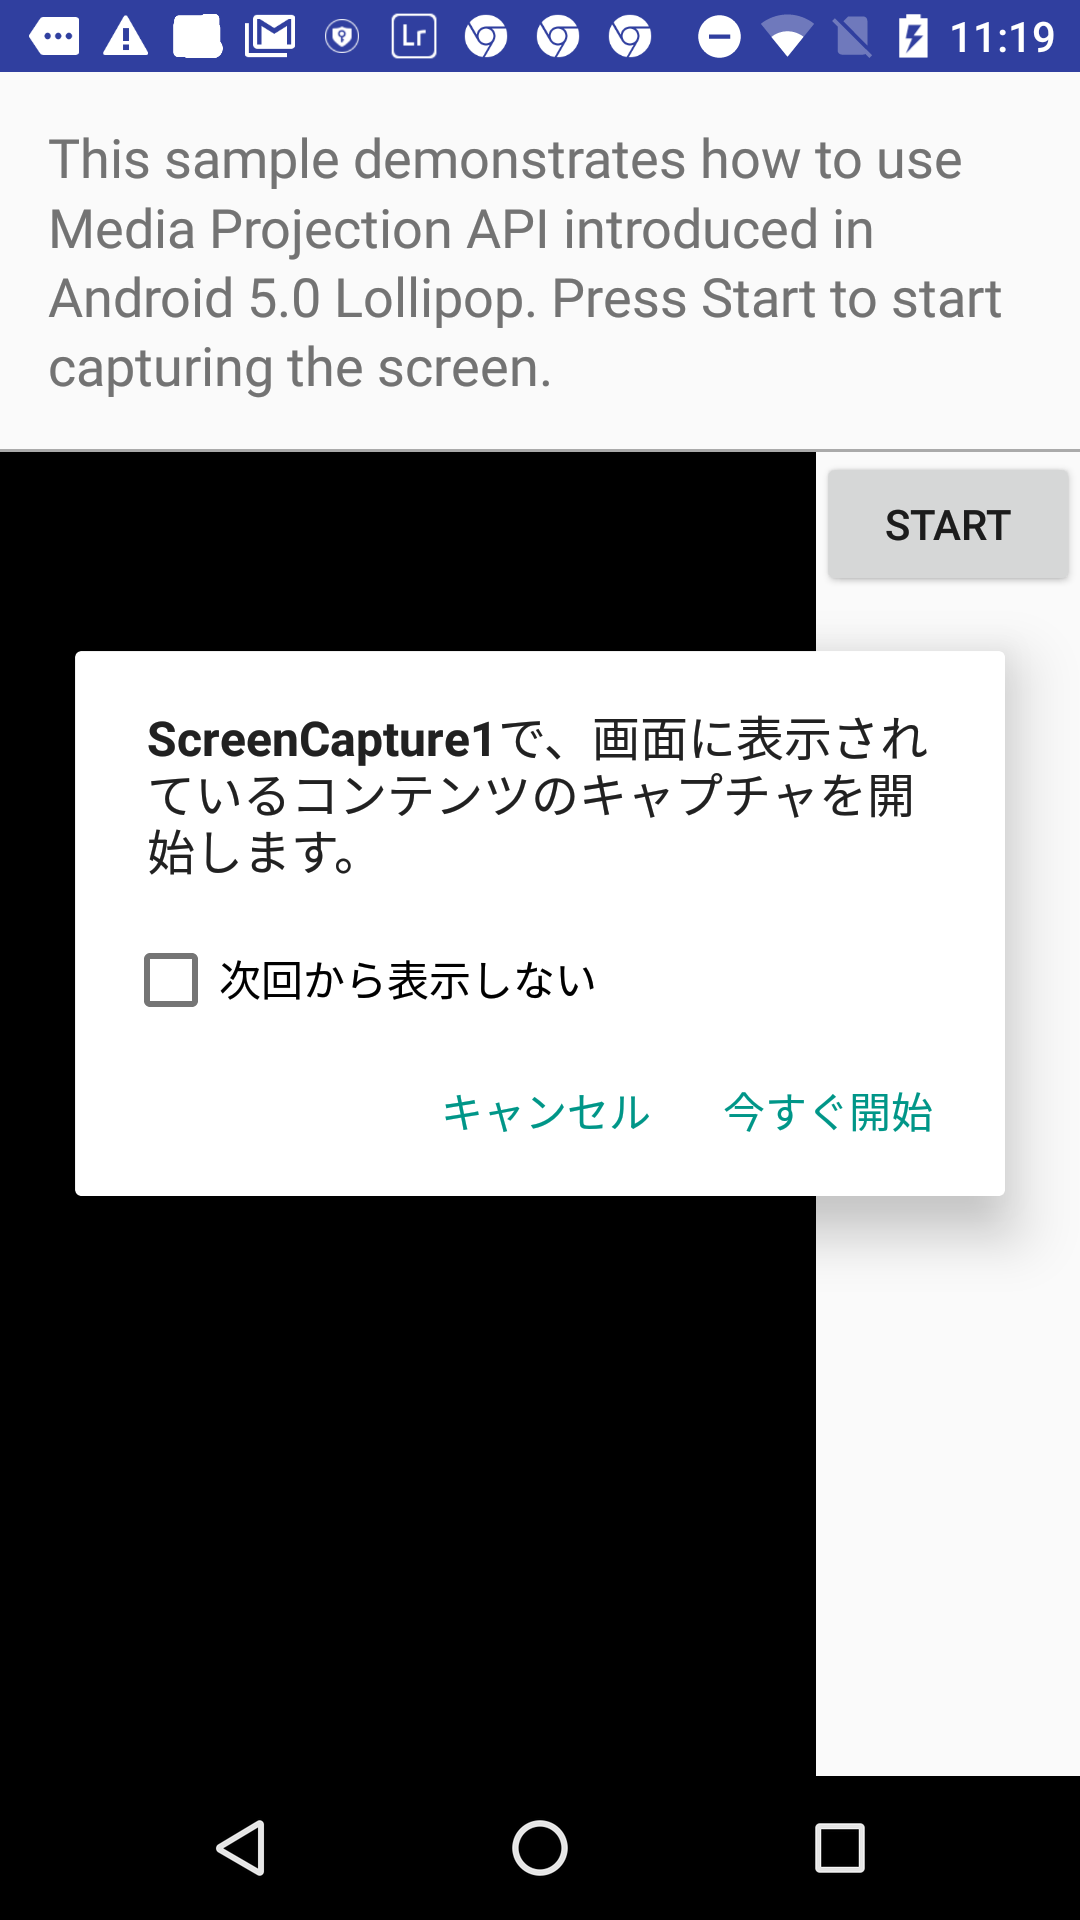 Lr
11:19
This sample demonstrates how to use
Media Projection API introduced in
Android 5.0 Lollipop. Press Start to start
capturing the screen.
START
ScreenCapture1で、画面に表示され
ているコンテンツのキャプチャを開
始します。
次回から表示しない
キャンセル 今すぐ開始